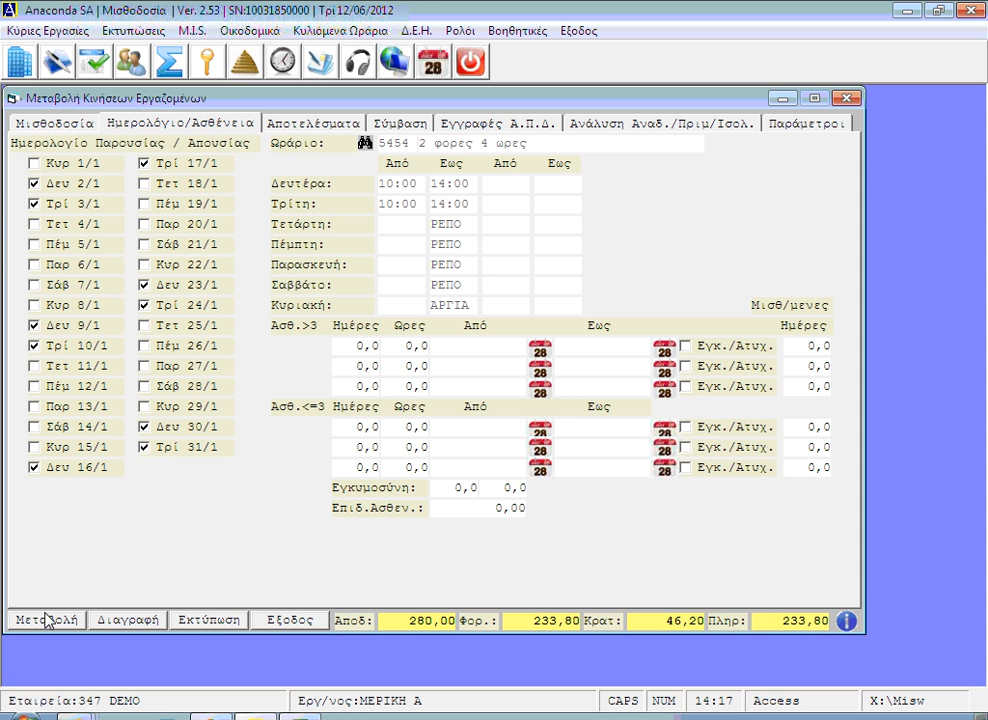 Anaconda SA | Μισθοδοσία | Ver. 2.53 | SN:10031850000 | Τρί 12/06/2012
Κύριες Εργασίες Εκτυπώσεις M.I.S. Οικοδομικά Κυλιόμενα Ωράρια Δ.Ε.Η. Ρολόι Βοηθητικές Εξοδος
28
Μεταβολή Κινήσεων Εργαζομένων
Μισθοδοσία Ημερολόγιο/Ασθένεια Αποτελέσματα Σύμβαση Εγγραφές Α.Π.Δ. Ανάλυση Αναδ./Πριμ/Ισολ. Παράμετροι
Ημερολογίο Παρουσίας / Απουσίας Ωράριο: 5454 2 φορες 4 ωρες
Κυρ 1/1 Τρί 17/1 Από Εως Από Εως
Δευ 2/1 Τετ 18/1 Δευτέρα: 10:00 14:00
Τρί 3/1 Πέμ 19/1 Τρίτη: 10:00 14:00
Τετ 4/1 Παρ 20/1 Τετάρτη: ΡΕΠΟ
Πέμ 5/1 Σάβ 21/1 Πέμπτη: ΡΕΠΟ
Παρ 6/1 Κυρ 22/1 Παρασκευή: ΡΕΠΟ
Σάβ 7/1 Δευ 23/1 Σαββάτο: ΡΕΠΟ
Κυρ 8/1 Τρί 24/1 Κυριακή: ΑΡΓΙΑ Μισθ/μενες
Δευ 9/1 Τετ 25/1 Ασθ.>3 Ημέρες Ωρες Από Εως Ημέρες
Τρί 10/1 Πέμ 26/1 0,0 0,0 28 28 Εγκ./Ατυχ. 0,0
Τετ 11/1 Παρ 27/1 0,0 0,0 28 28 Εγκ./Ατυχ. 0,0
Πέμ 12/1 Σάβ 28/1 0,0 0,0 28 28 Εγκ./Ατυχ. 0,0
Παρ 13/1 Κυρ 29/1 Ασθ.<=3 Ημέρες Ωρες Από Εως
Σάβ 14/1 Δευ 30/1 0,0 0,0 28 28 Εγκ./Ατυχ. 0,0
Κυρ 15/1 Τρί 31/1 0,0 0,0 28 28 Εγκ./Ατυχ. 0,0
Δευ 16/1 0,0 0,0 28 28 Εγκ./Ατυχ. 0,0
Εγκυμοσύνη: 0,0 0,0
Επιδ.Ασθεν.: 0,00
Μεταβολή Διαγραφή Εκτύπωση Εξοδος Αποδ: 280,00 Φορ.: 233,80 Κρατ: 46,20 Πληρ: 233,80
Εταιρεία:347 DEMO Εργ/νος:ΜΕΡΙΚΗ Α CAPS NUM 14:17 Access X:\Misw